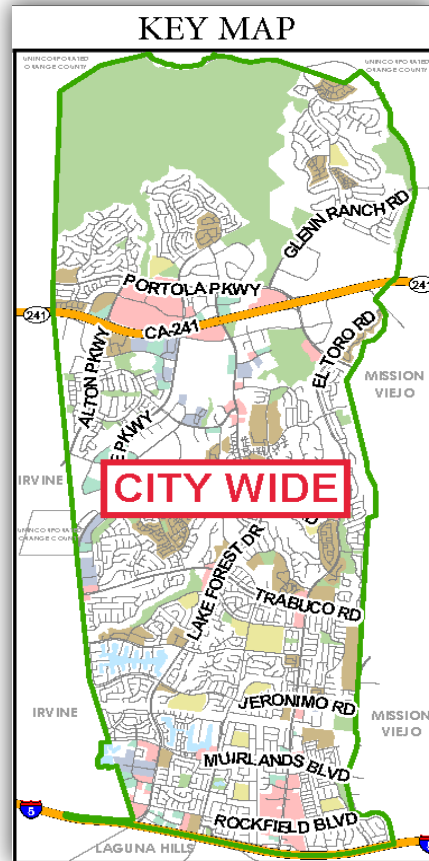 KEY MAP
UNINCORPORATED
ORANGE COUNTY
UNINCORPORATED
ORANGE COUNTY
GLENN RANCH RD
PORTOLA PKWY
241
241
CA-241
EL TORO RD
ALTON PKWY
MISSION
VIEJO
PKWY
IRVINE
CITY WIDE
UNINCORPORATED
ORANGE COUNTY
LAKE FOREST DR
TRABUCO RD
JERONIMO RD
IRVINE
MISSION
VIEJO
MUIRLANDS BLVD
5
ROCKFIELD BLVD
LAGUNA HILLS